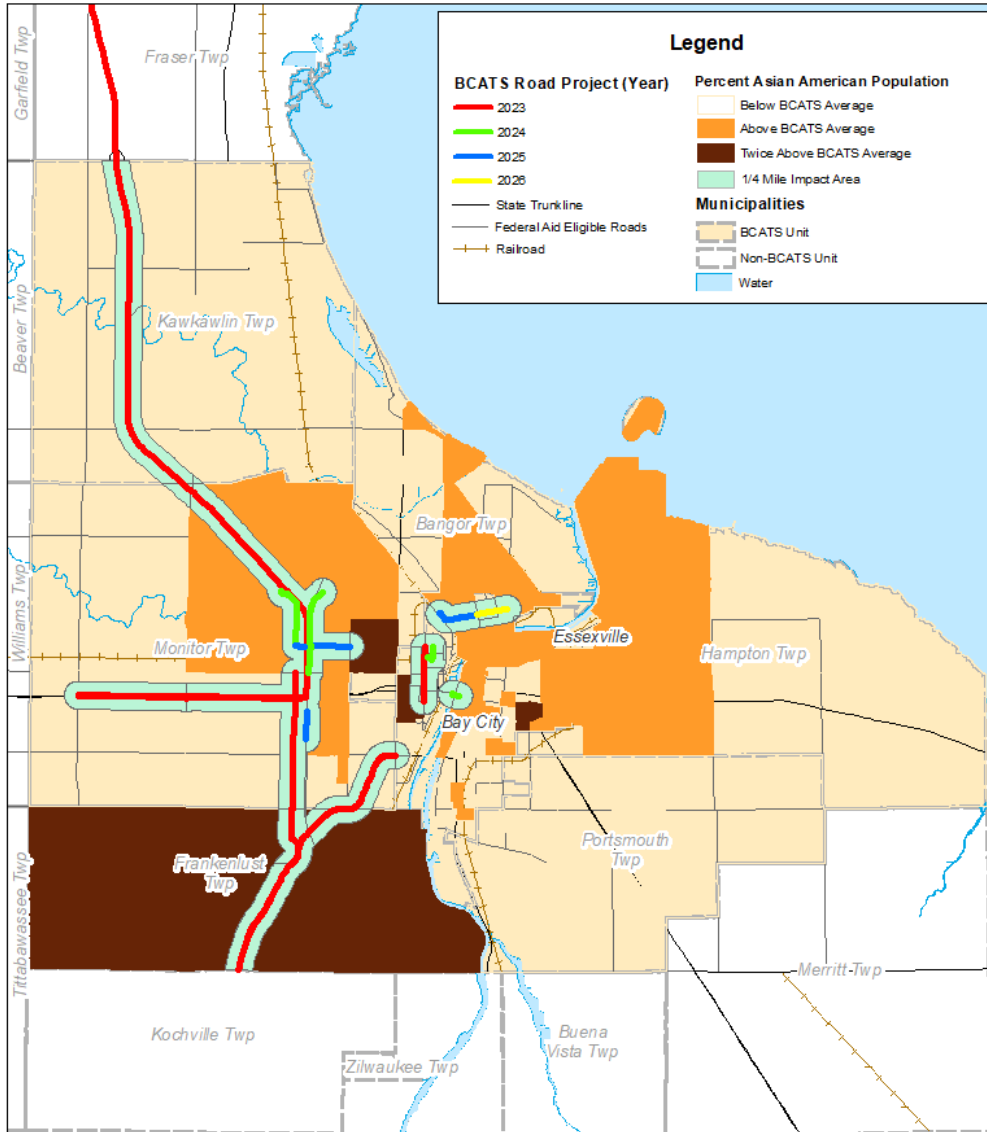 Legend
BCATS Road Project (Year)
2023
2024
2025
2026
State Trunkline
Federal Aid Eligible Roads
Railroad
Percent Asian American Population
Below BCATS Average
Above BCATS Average
Twice Above BCATS Average
1/4 Mile Impact Area
Municipalities
BCATS Unit
Non-BCATS Unit
Water
Garfield Twp
Fraser Twp
Beaver Twp
Kawkawlin Twp
Bangor Twp
Williams Twp
Monitor Twp
Essexville
Hampton Twp
Bay City
Frankenlust
Twp
Portsmouth
Twp
Tittabawassee Twp
Merritt Twp
Kochville Twp
Zilwaukee Twp
Buena
Vista Twp